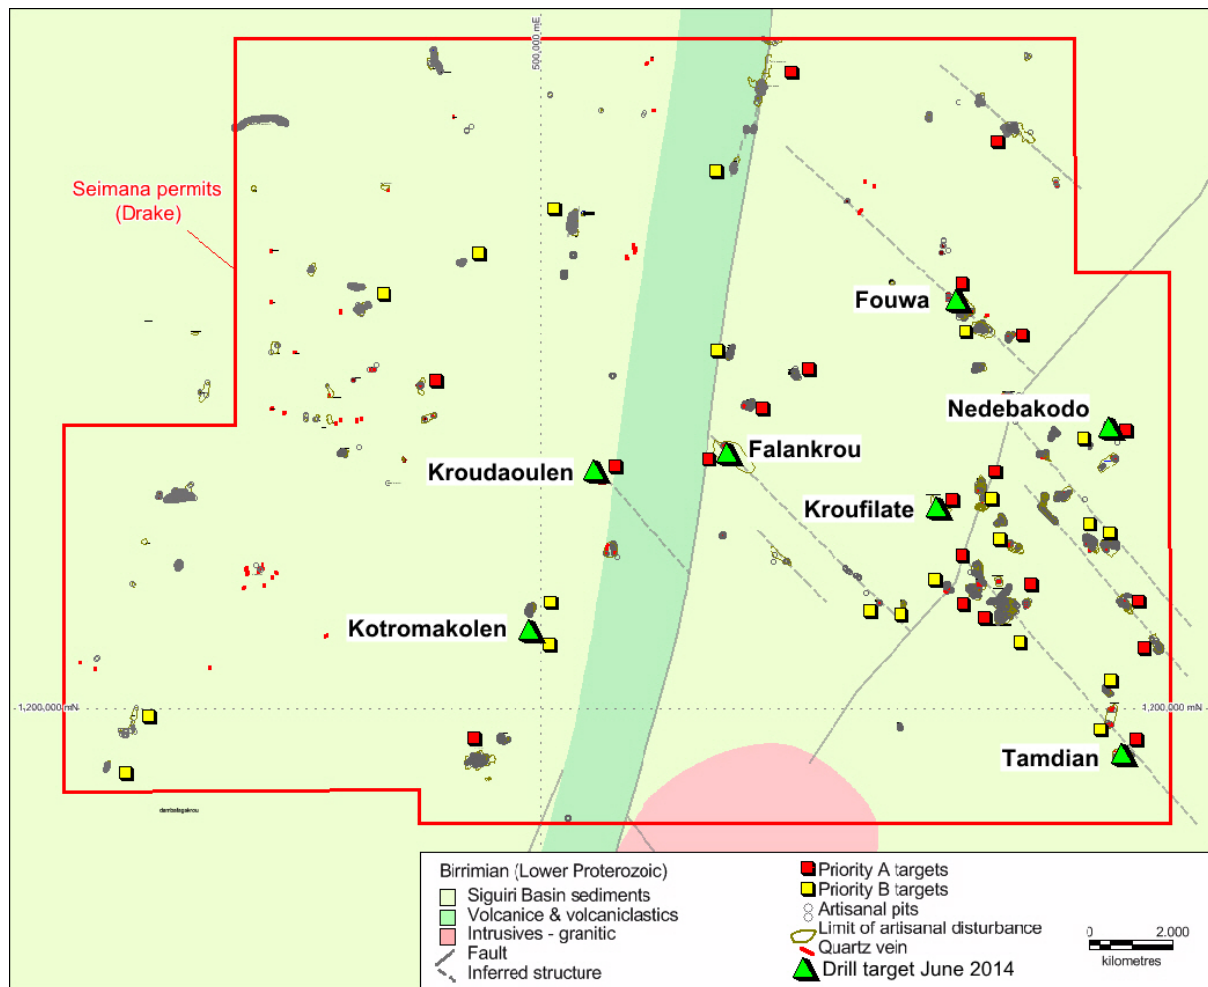 500,000 mE
Seimana permits
(Drake)
Fouwa
Nedebakodo
Falankrou
Kroudaoulen
Kroufilate
Kotromakolen
1,200,000 mN
1,200,000 mN
Tamdian
Birrimian (Lower Proterozoic)
Siguiri Basin sediments
Volcanice & volcaniclastics
Intrusives - granitic
Fault
Inferred structure
Priority A targets
Priority B targets
Artisanal pits
Limit of artisanal disturbance
Quartz vein
Drill target June 2014
0 2.000
kilometres